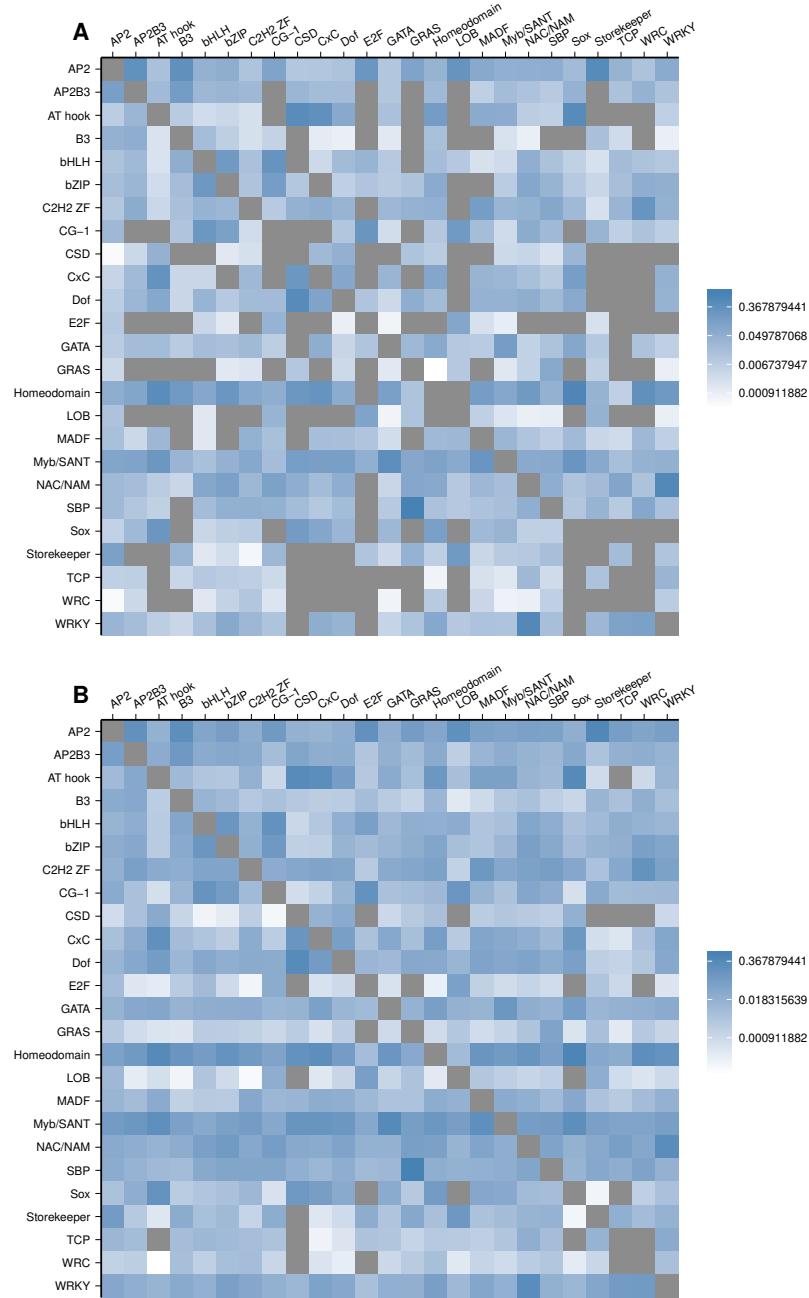 A
AP2 AP2B3 AT hook B3 bHLH bZIP C2H2 ZF CG−1 CSD CxC Dof E2F GATA GRAS Homeodomain LOB MADF Myb/SANT NAC/NAM SBP Sox Storekeeper TCP WRC WRKY
AP2
AP2B3
AT hook
B3
bHLH
bZIP
C2H2 ZF
CG−1
CSD
CxC
Dof
E2F
GATA
GRAS
Homeodomain
LOB
MADF
Myb/SANT
NAC/NAM
SBP
Sox
Storekeeper
TCP
WRC
WRKY
0.367879441
0.049787068
0.006737947
0.000911882
B
AP2 AP2B3 AT hook B3 bHLH bZIP C2H2 ZF CG−1 CSD CxC Dof E2F GATA GRAS Homeodomain LOB MADF Myb/SANT NAC/NAM SBP Sox Storekeeper TCP WRC WRKY
AP2
AP2B3
AT hook
B3
bHLH
bZIP
C2H2 ZF
CG−1
CSD
CxC
Dof
E2F
GATA
GRAS
Homeodomain
LOB
MADF
Myb/SANT
NAC/NAM
SBP
Sox
Storekeeper
TCP
WRC
WRKY
0.367879441
0.018315639
0.000911882